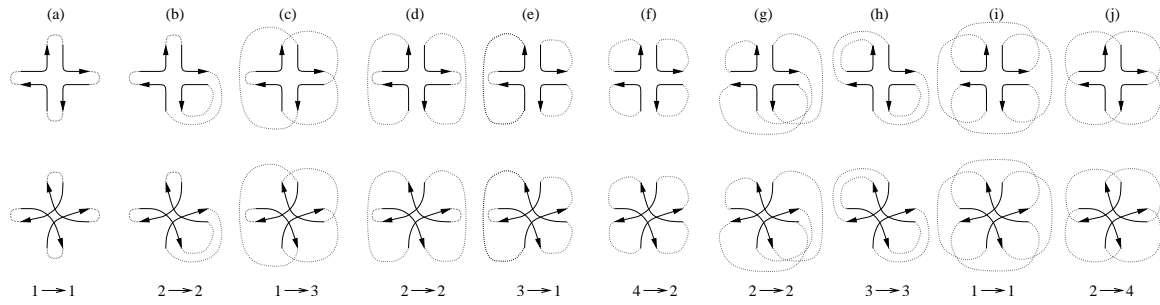 (a) (b) (c) (d) (e) (f) (g) (h) (i) (j)
1→1 2→2 1→3 2→2 3→1 4→2 2→2 3→3 1→1 2→4